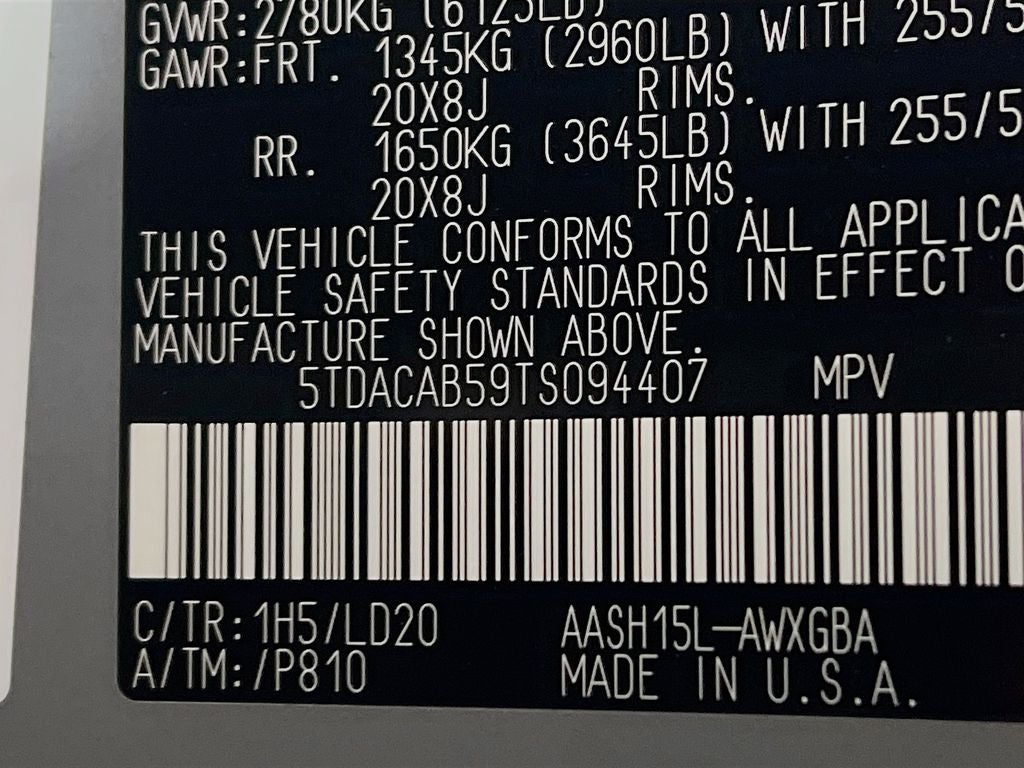 GVWR:2780KG (6125LB)
GAWR:FRT. 1345KG (2960LB) WITH 255/5
20X8J RIMS.
RR. 1650KG (3645LB) WITH 255/5
20X8J RIMS.
THIS VEHICLE CONFORMS TO ALL APPLICA
VEHICLE SAFETY STANDARDS IN EFFECT O
MANUFACTURE SHOWN ABOVE.
5TDACAB59TS094407 MPV
C/TR:1H5/LD20 AASH15L-AWXGBA
A/TM:/P810 MADE IN U.S.A.